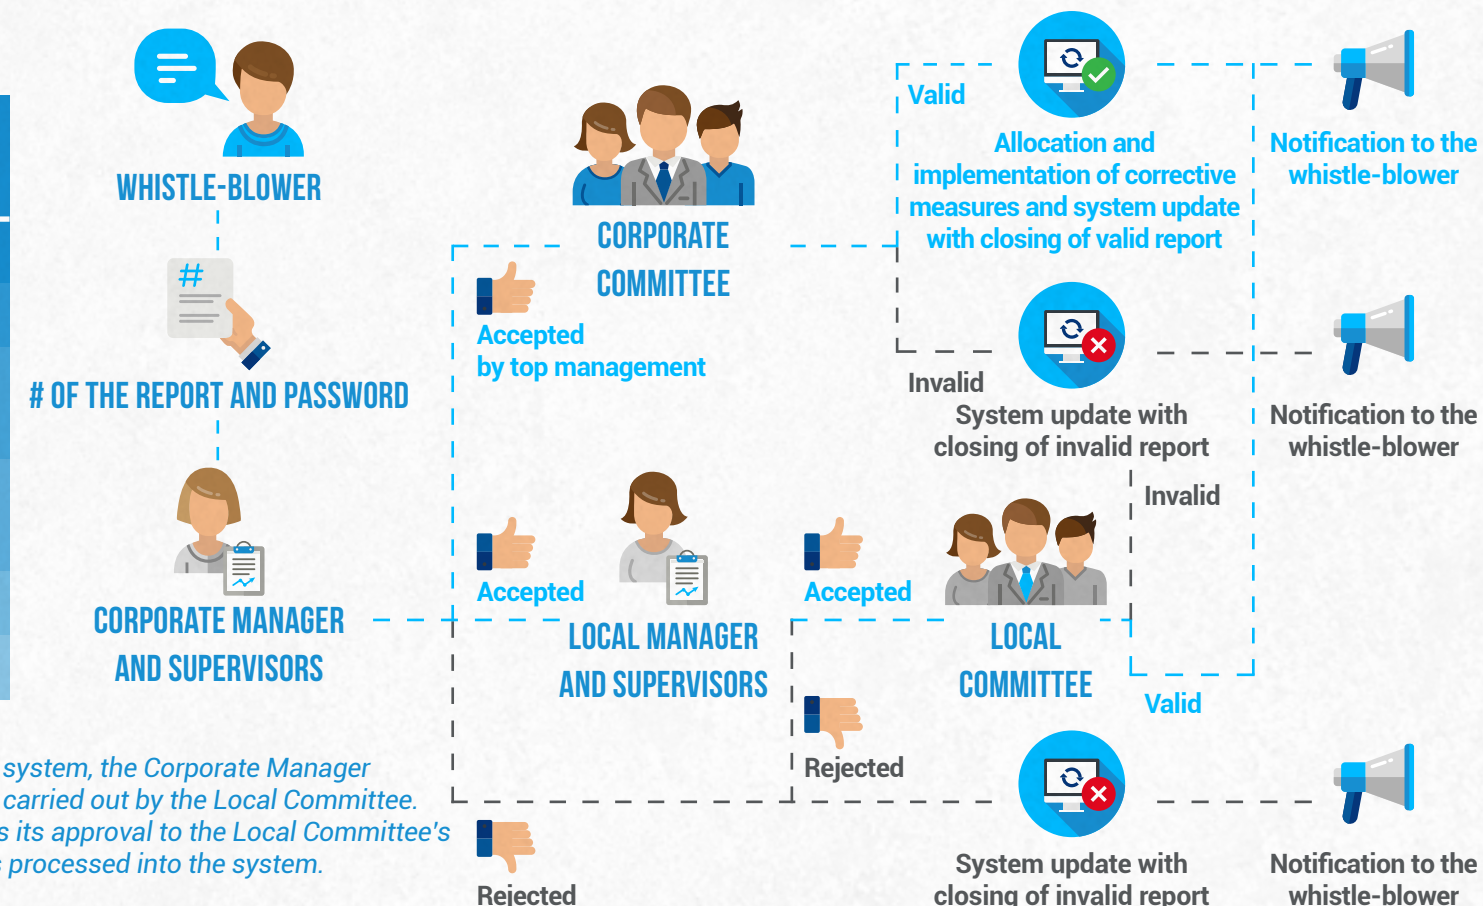 WHISTLE-BLOWER
#
# OF THE REPORT AND PASSWORD
CORPORATE MANAGER
AND SUPERVISORS
system, the Corporate Manager
carried out by the Local Committee.
s its approval to the Local Committee's
s processed into the system.
CORPORATE
COMMITTEE
Accepted
by top management
Accepted
LOCAL MANAGER
AND SUPERVISORS
Rejected
Accepted
LOCAL
COMMITTEE
Rejected
Valid
Allocation and
implementation of corrective
measures and system update
with closing of valid report
Notification to the
whistle-blower
Invalid
System update with
closing of invalid report
Notification to the
whistle-blower
Invalid
Valid
System update with
closing of invalid report
Notification to the
whistle-blower